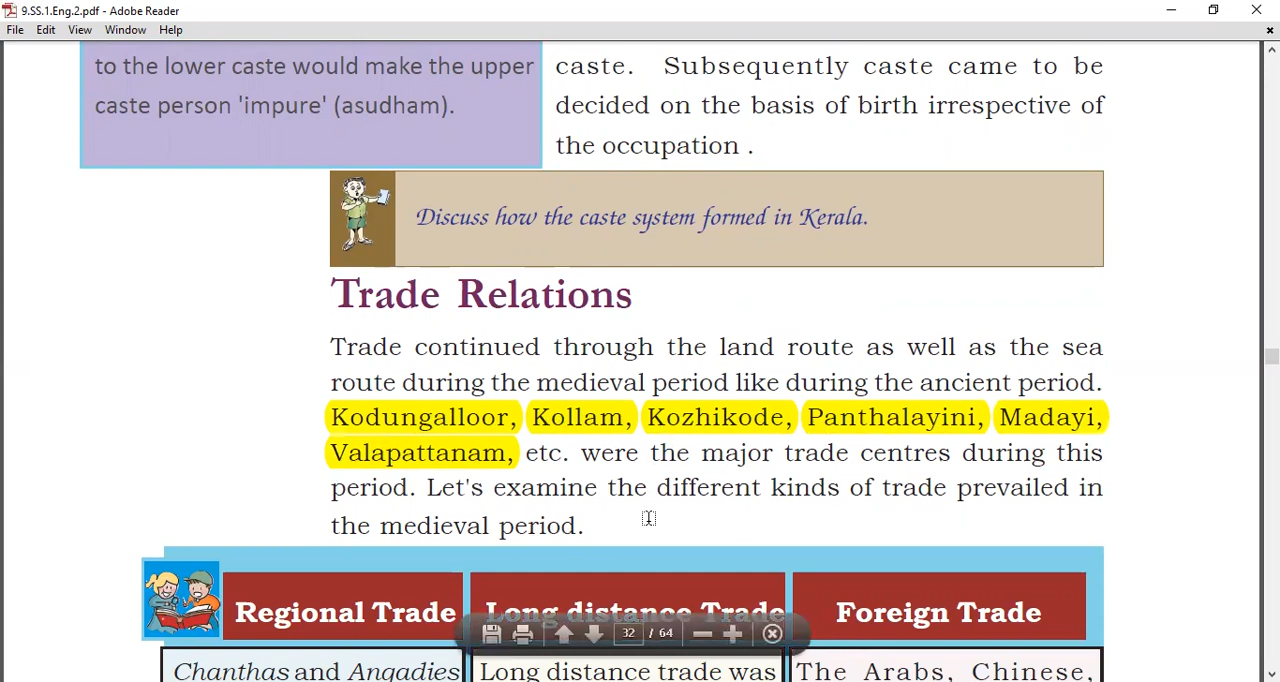 9.SS.1.Eng.2.pdf - Adobe Reader
File Edit View Window Help
to the lower caste would make the upper
caste person 'impure' (asudham).
caste. Subsequently caste came to be
decided on the basis of birth irrespective of
the occupation .
Discuss how the caste system formed in Kerala.
Trade Relations
Trade continued through the land route as well as the sea
route during the medieval period like during the ancient period.
Kodungalloor, Kollam, Kozhikode, Panthalayini, Madayi,
Valapattanam, etc. were the major trade centres during this
period. Let's examine the different kinds of trade prevailed in
the medieval period.
Regional Trade
Long distance Trade
Foreign Trade
32 / 64
Chanthas and Angadies
Long distance trade was
The Arabs, Chinese,